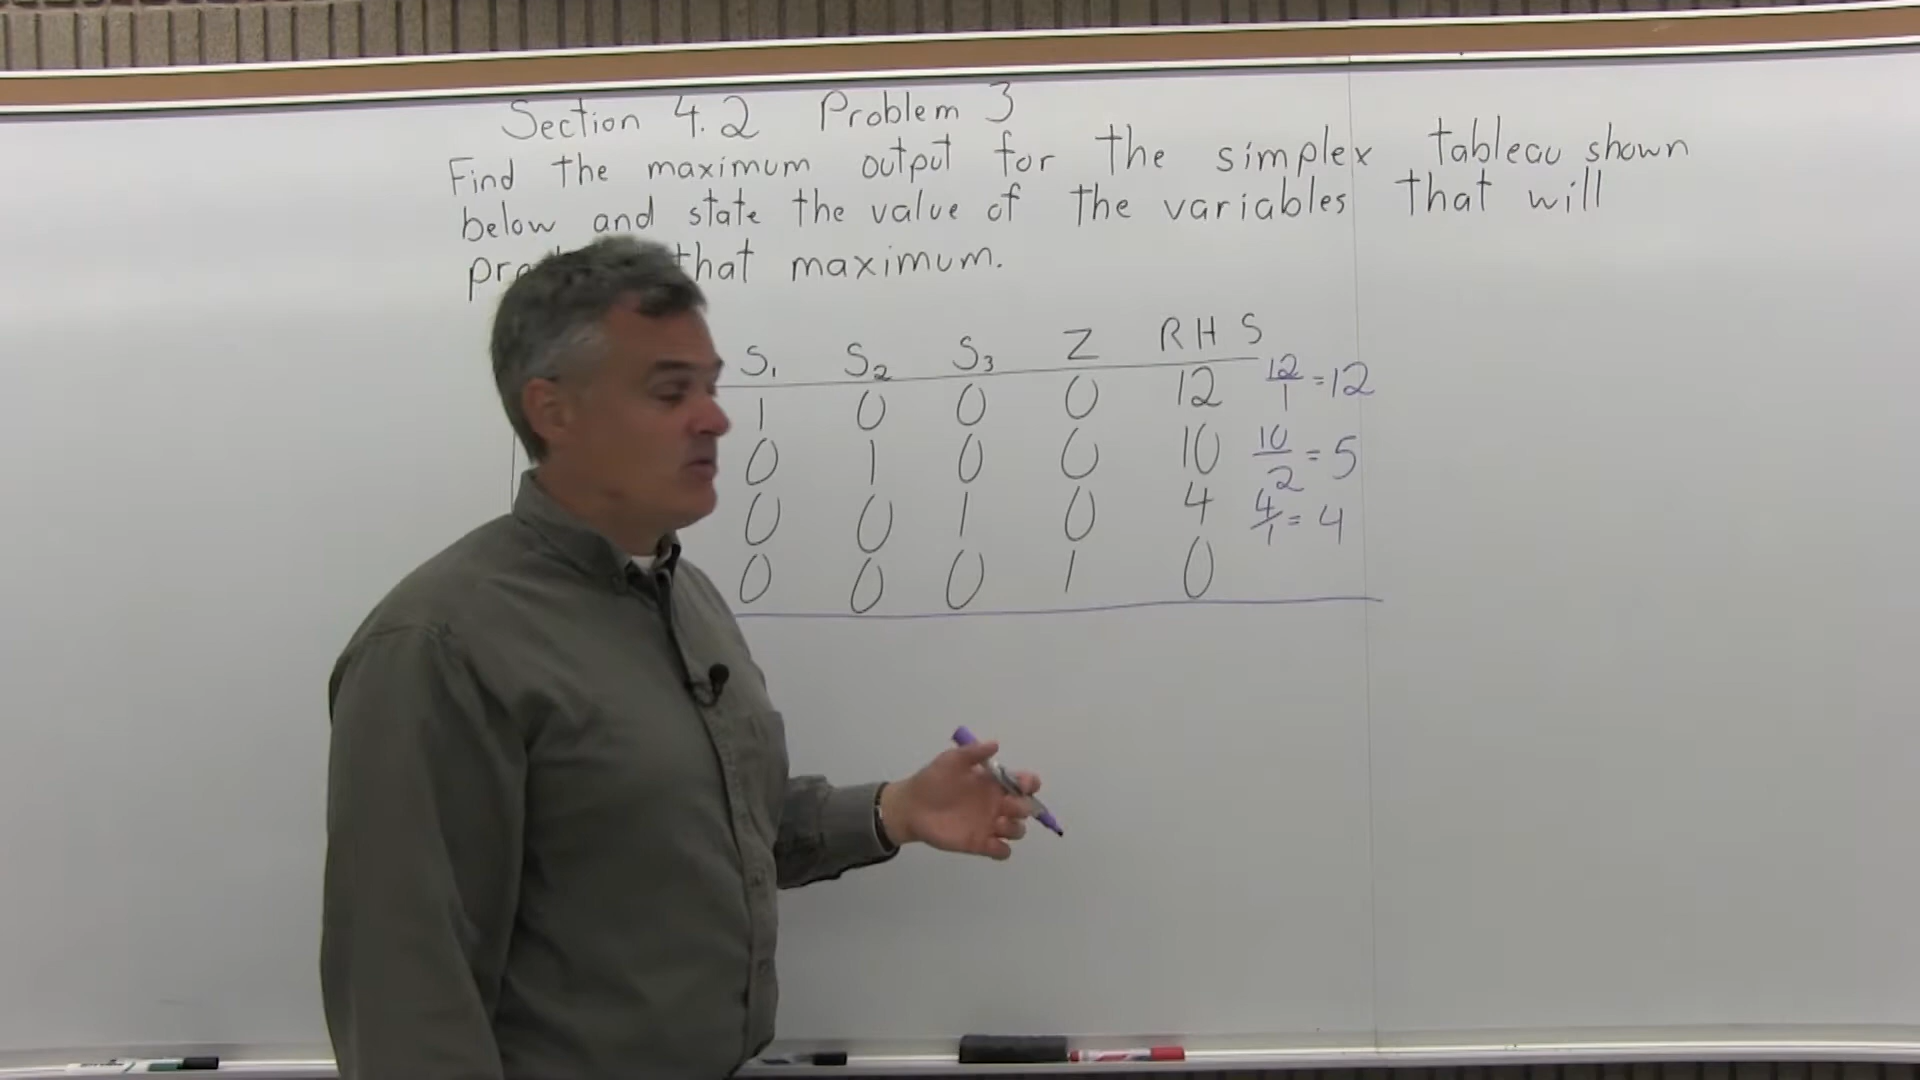 Section 4.2 Problem 3
Find the maximum output for the simplex tableau shown
below and state the value of the variables that will
that maximum.
S₁ S₂ S₃ Z RHS
1 0 0 0 12 12/1 = 12
0 1 0 0 10 10/2 = 5
0 0 1 0 4 4/1 = 4
0 0 0 1 0